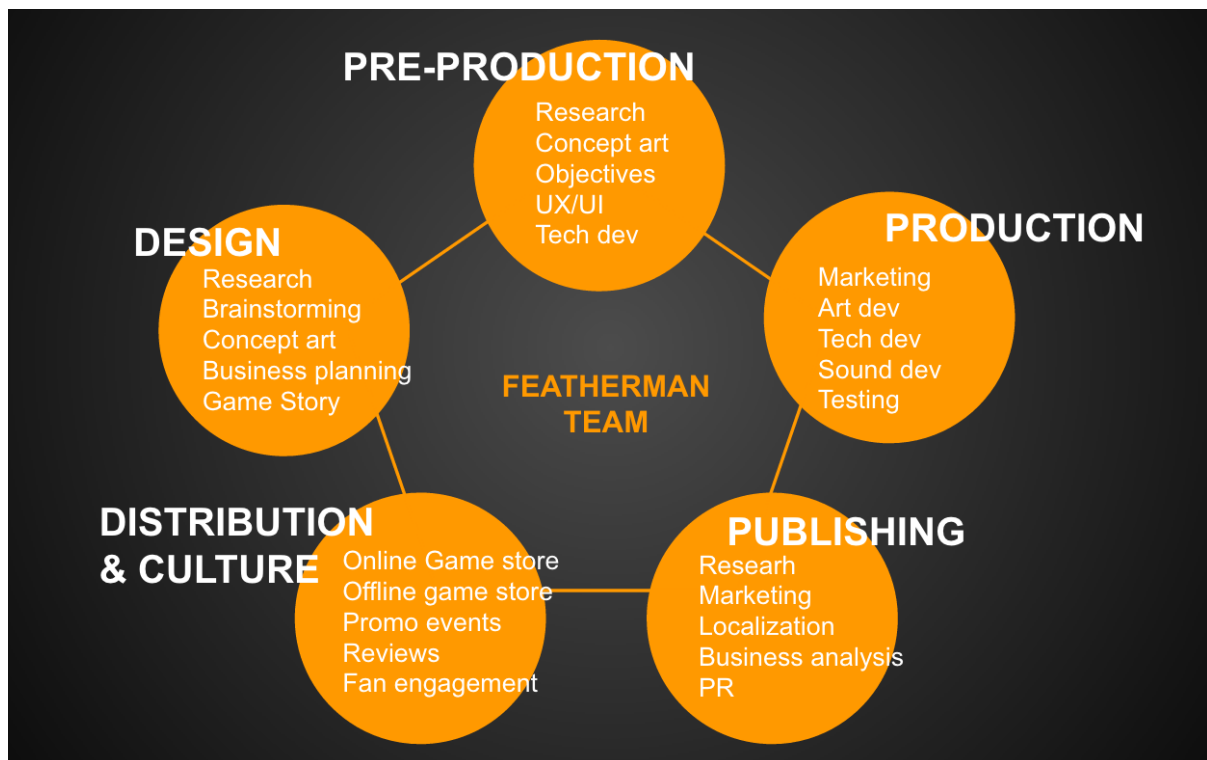 PRE-PRODUCTION
Research
Concept art
Objectives
UX/UI
Tech dev
DESIGN
Research
Brainstorming
Concept art
Business planning
Game Story
PRODUCTION
Marketing
Art dev
Tech dev
Sound dev
Testing
FEATHERMAN
TEAM
DISTRIBUTION
& CULTURE
Online Game store
Offline game store
Promo events
Reviews
Fan engagement
PUBLISHING
Researh
Marketing
Localization
Business analysis
PR